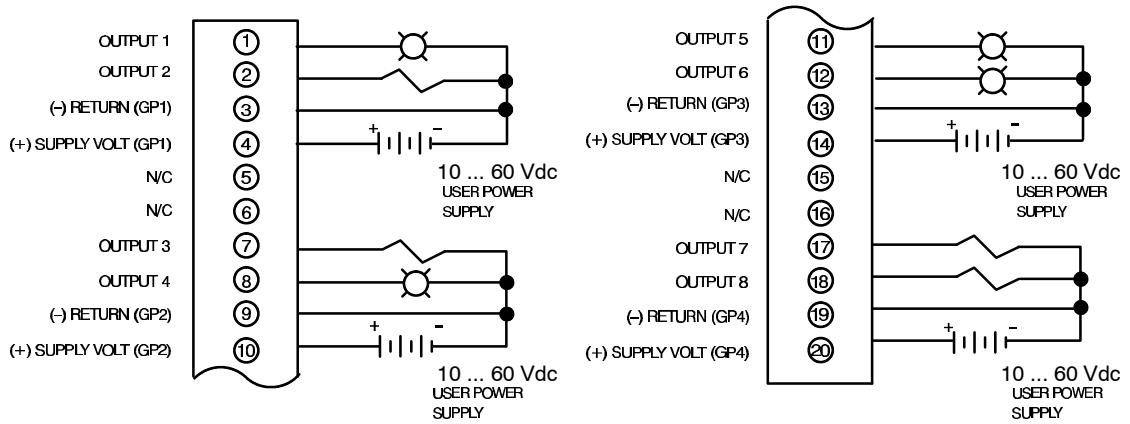 OUTPUT 1 1
OUTPUT 2 2
(–) RETURN (GP1) 3
(+) SUPPLY VOLT (GP1) 4
+ –
10 ... 60 Vdc
USER POWER
SUPPLY
N/C 5
N/C 6
OUTPUT 3 7
OUTPUT 4 8
(–) RETURN (GP2) 9
(+) SUPPLY VOLT (GP2) 10
+ –
10 ... 60 Vdc
USER POWER
SUPPLY
OUTPUT 5 11
OUTPUT 6 12
(–) RETURN (GP3) 13
(+) SUPPLY VOLT (GP3) 14
+ –
10 ... 60 Vdc
USER POWER
SUPPLY
N/C 15
N/C 16
OUTPUT 7 17
OUTPUT 8 18
(–) RETURN (GP4) 19
(+) SUPPLY VOLT (GP4) 20
+ –
10 ... 60 Vdc
USER POWER
SUPPLY